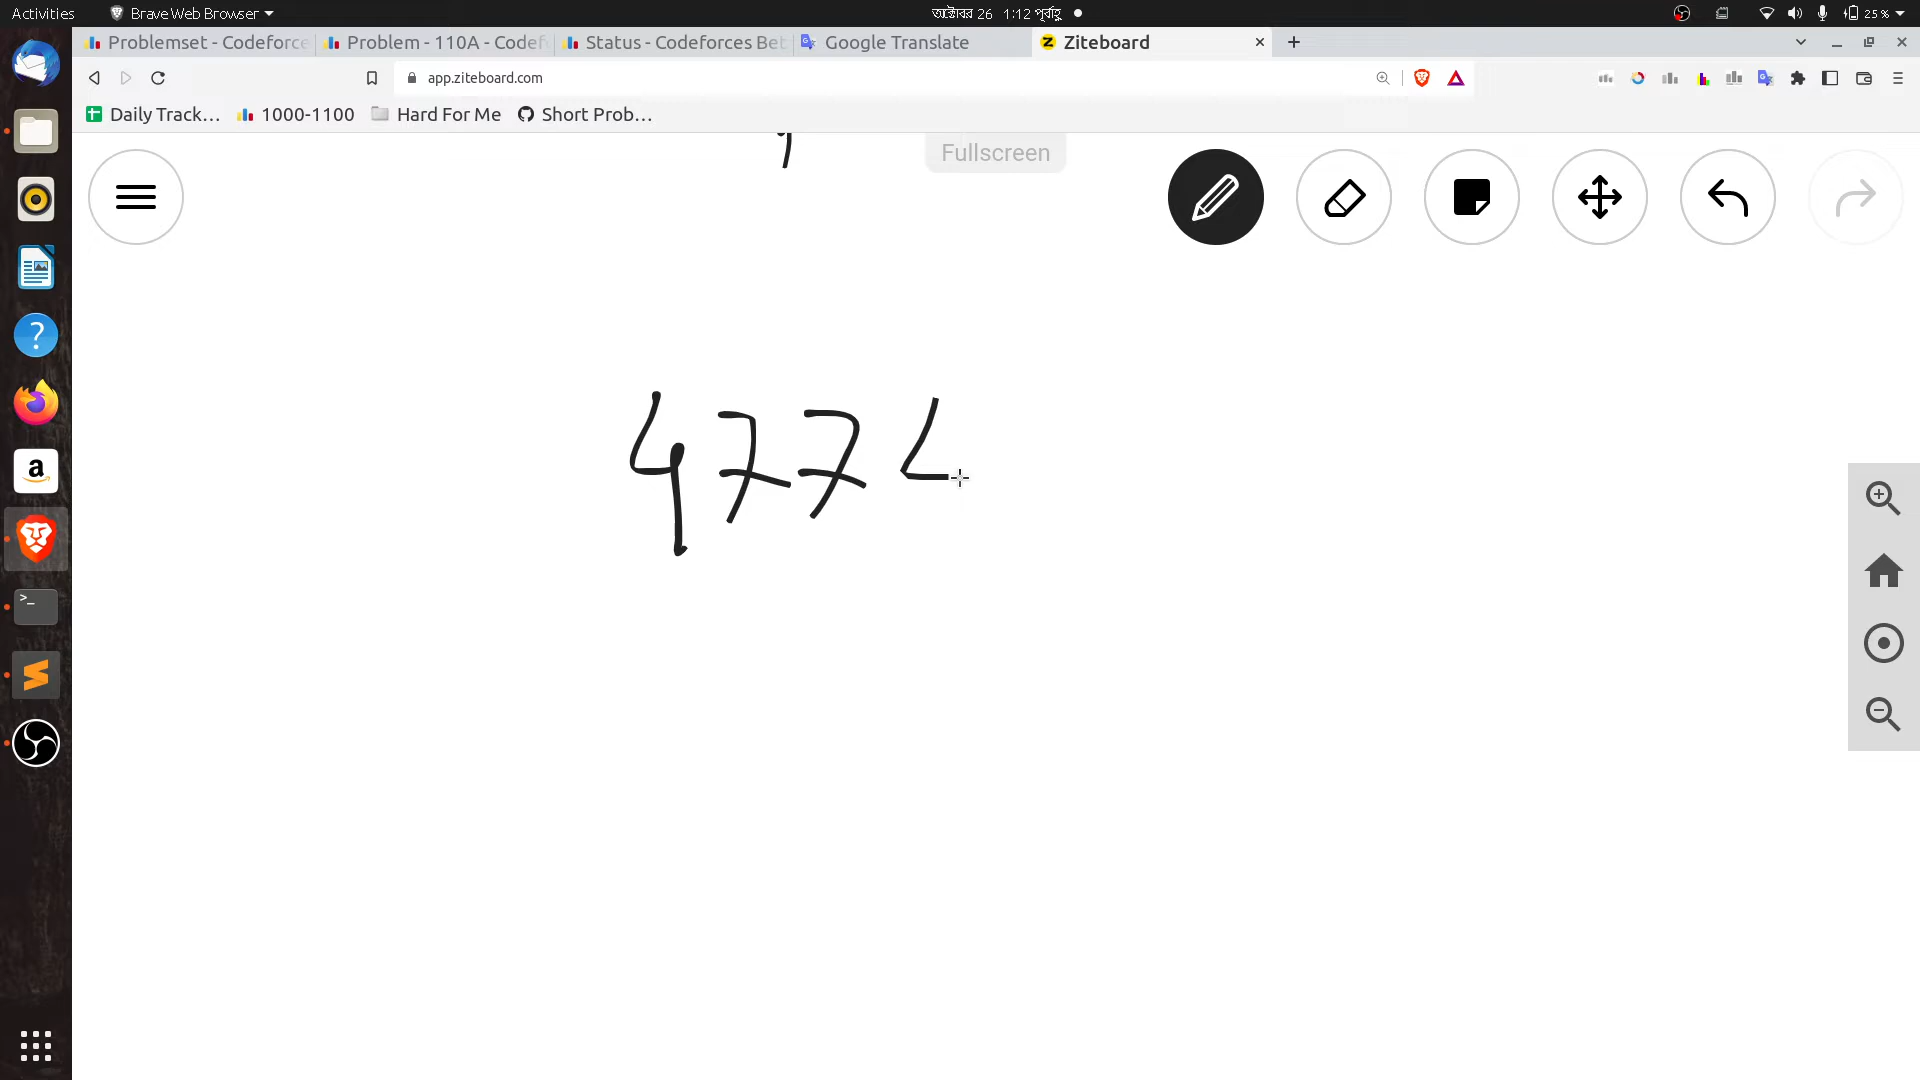 Activities Brave Web Browser অক্টোবর 26 1:12 পূর্বাহ্ণ 25 %
Problemset - Codeforce Problem - 110A - Codef Status - Codeforces Bet Google Translate Ziteboard
app.ziteboard.com
Daily Track... 1000-1100 Hard For Me Short Prob...
Fullscreen
477